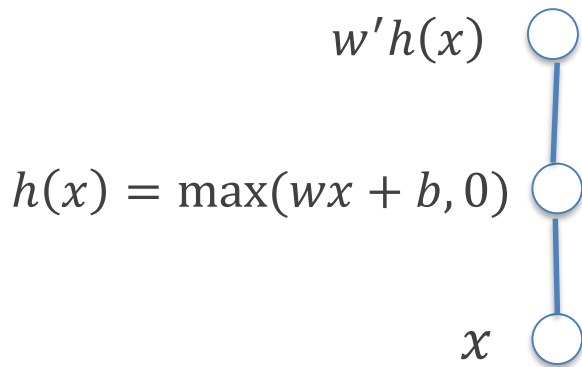 w′h(x)
h(x) = max(wx + b, 0)
x